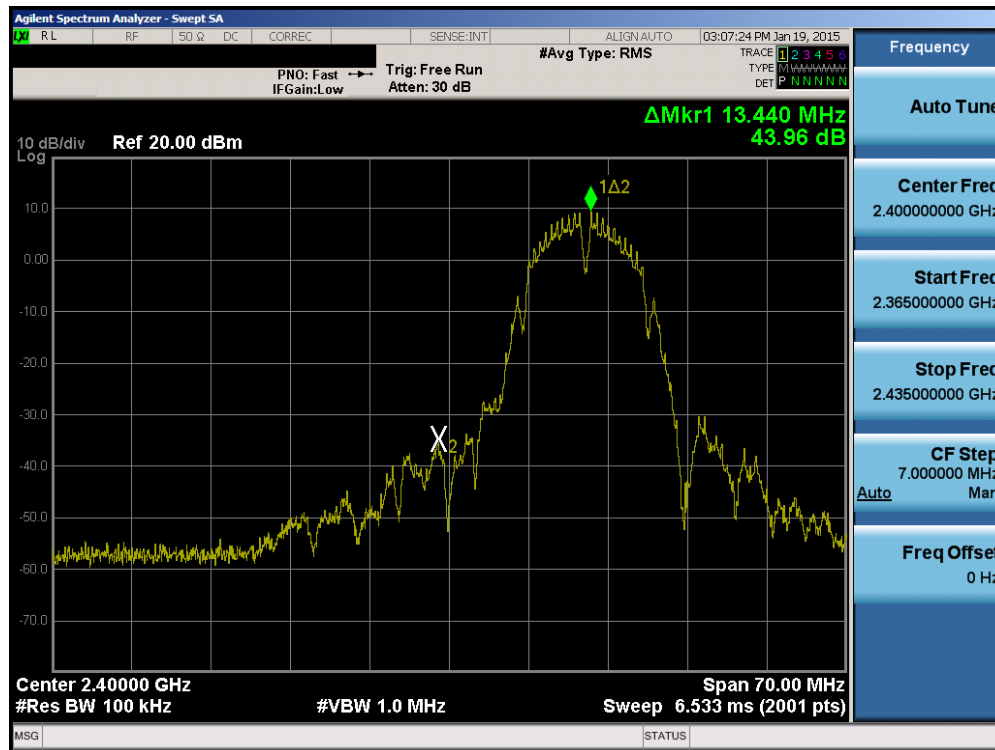 Agilent Spectrum Analyzer - Swept SA
LXI RL RF 50 Ω DC CORREC SENSE:INT ALIGN AUTO 03:07:24 PM Jan 19, 2015
#Avg Type: RMS TRACE 1 2 3 4 5 6
PNO: Fast Trig: Free Run TYPE M WWWWW
IFGain:Low Atten: 30 dB DET P N N N N N
ΔMkr1 13.440 MHz
43.96 dB
10 dB/div Ref 20.00 dBm
Log
1Δ2
10.0
0.00
-10.0
-20.0
-30.0
X2
-40.0
-50.0
-60.0
-70.0
Center 2.40000 GHz Span 70.00 MHz
#Res BW 100 kHz #VBW 1.0 MHz Sweep 6.533 ms (2001 pts)
MSG STATUS
Frequency
Auto Tune
Center Freq
2.400000000 GHz
Start Freq
2.365000000 GHz
Stop Freq
2.435000000 GHz
CF Step
7.000000 MHz
Auto Man
Freq Offset
0 Hz